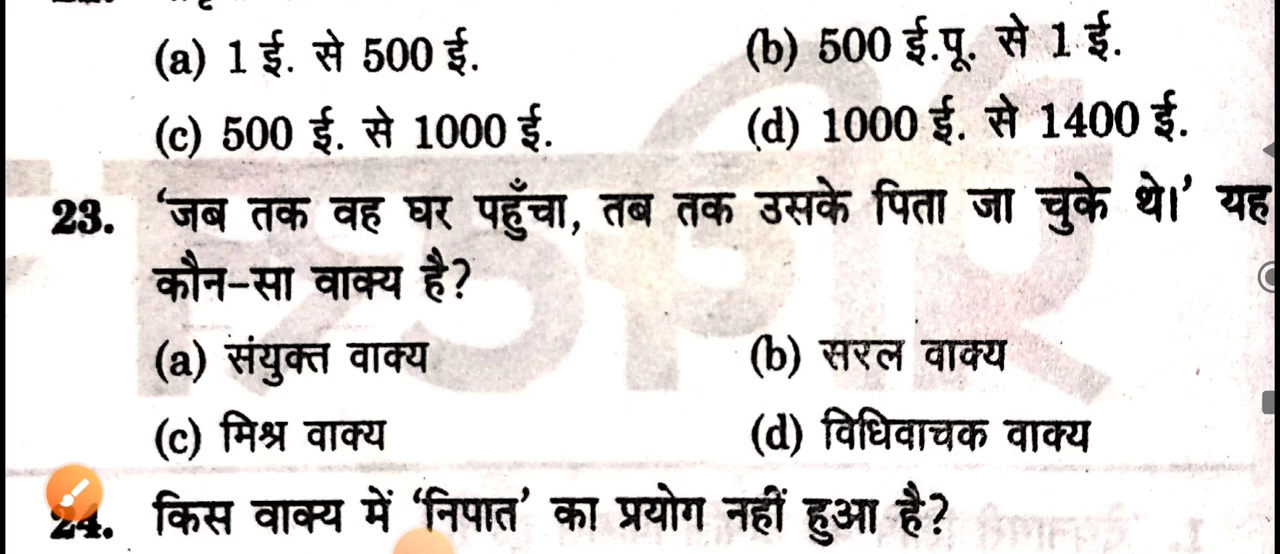 (a) 1 ई. से 500 ई. (b) 500 ई.पू. से 1 ई.
(c) 500 ई. से 1000 ई. (d) 1000 ई. से 1400 ई.
23. ‘जब तक वह घर पहुँचा, तब तक उसके पिता जा चुके थे।’ यह
कौन-सा वाक्य है?
(a) संयुक्त वाक्य (b) सरल वाक्य
(c) मिश्र वाक्य (d) विधिवाचक वाक्य
24. किस वाक्य में ‘निपात’ का प्रयोग नहीं हुआ है?